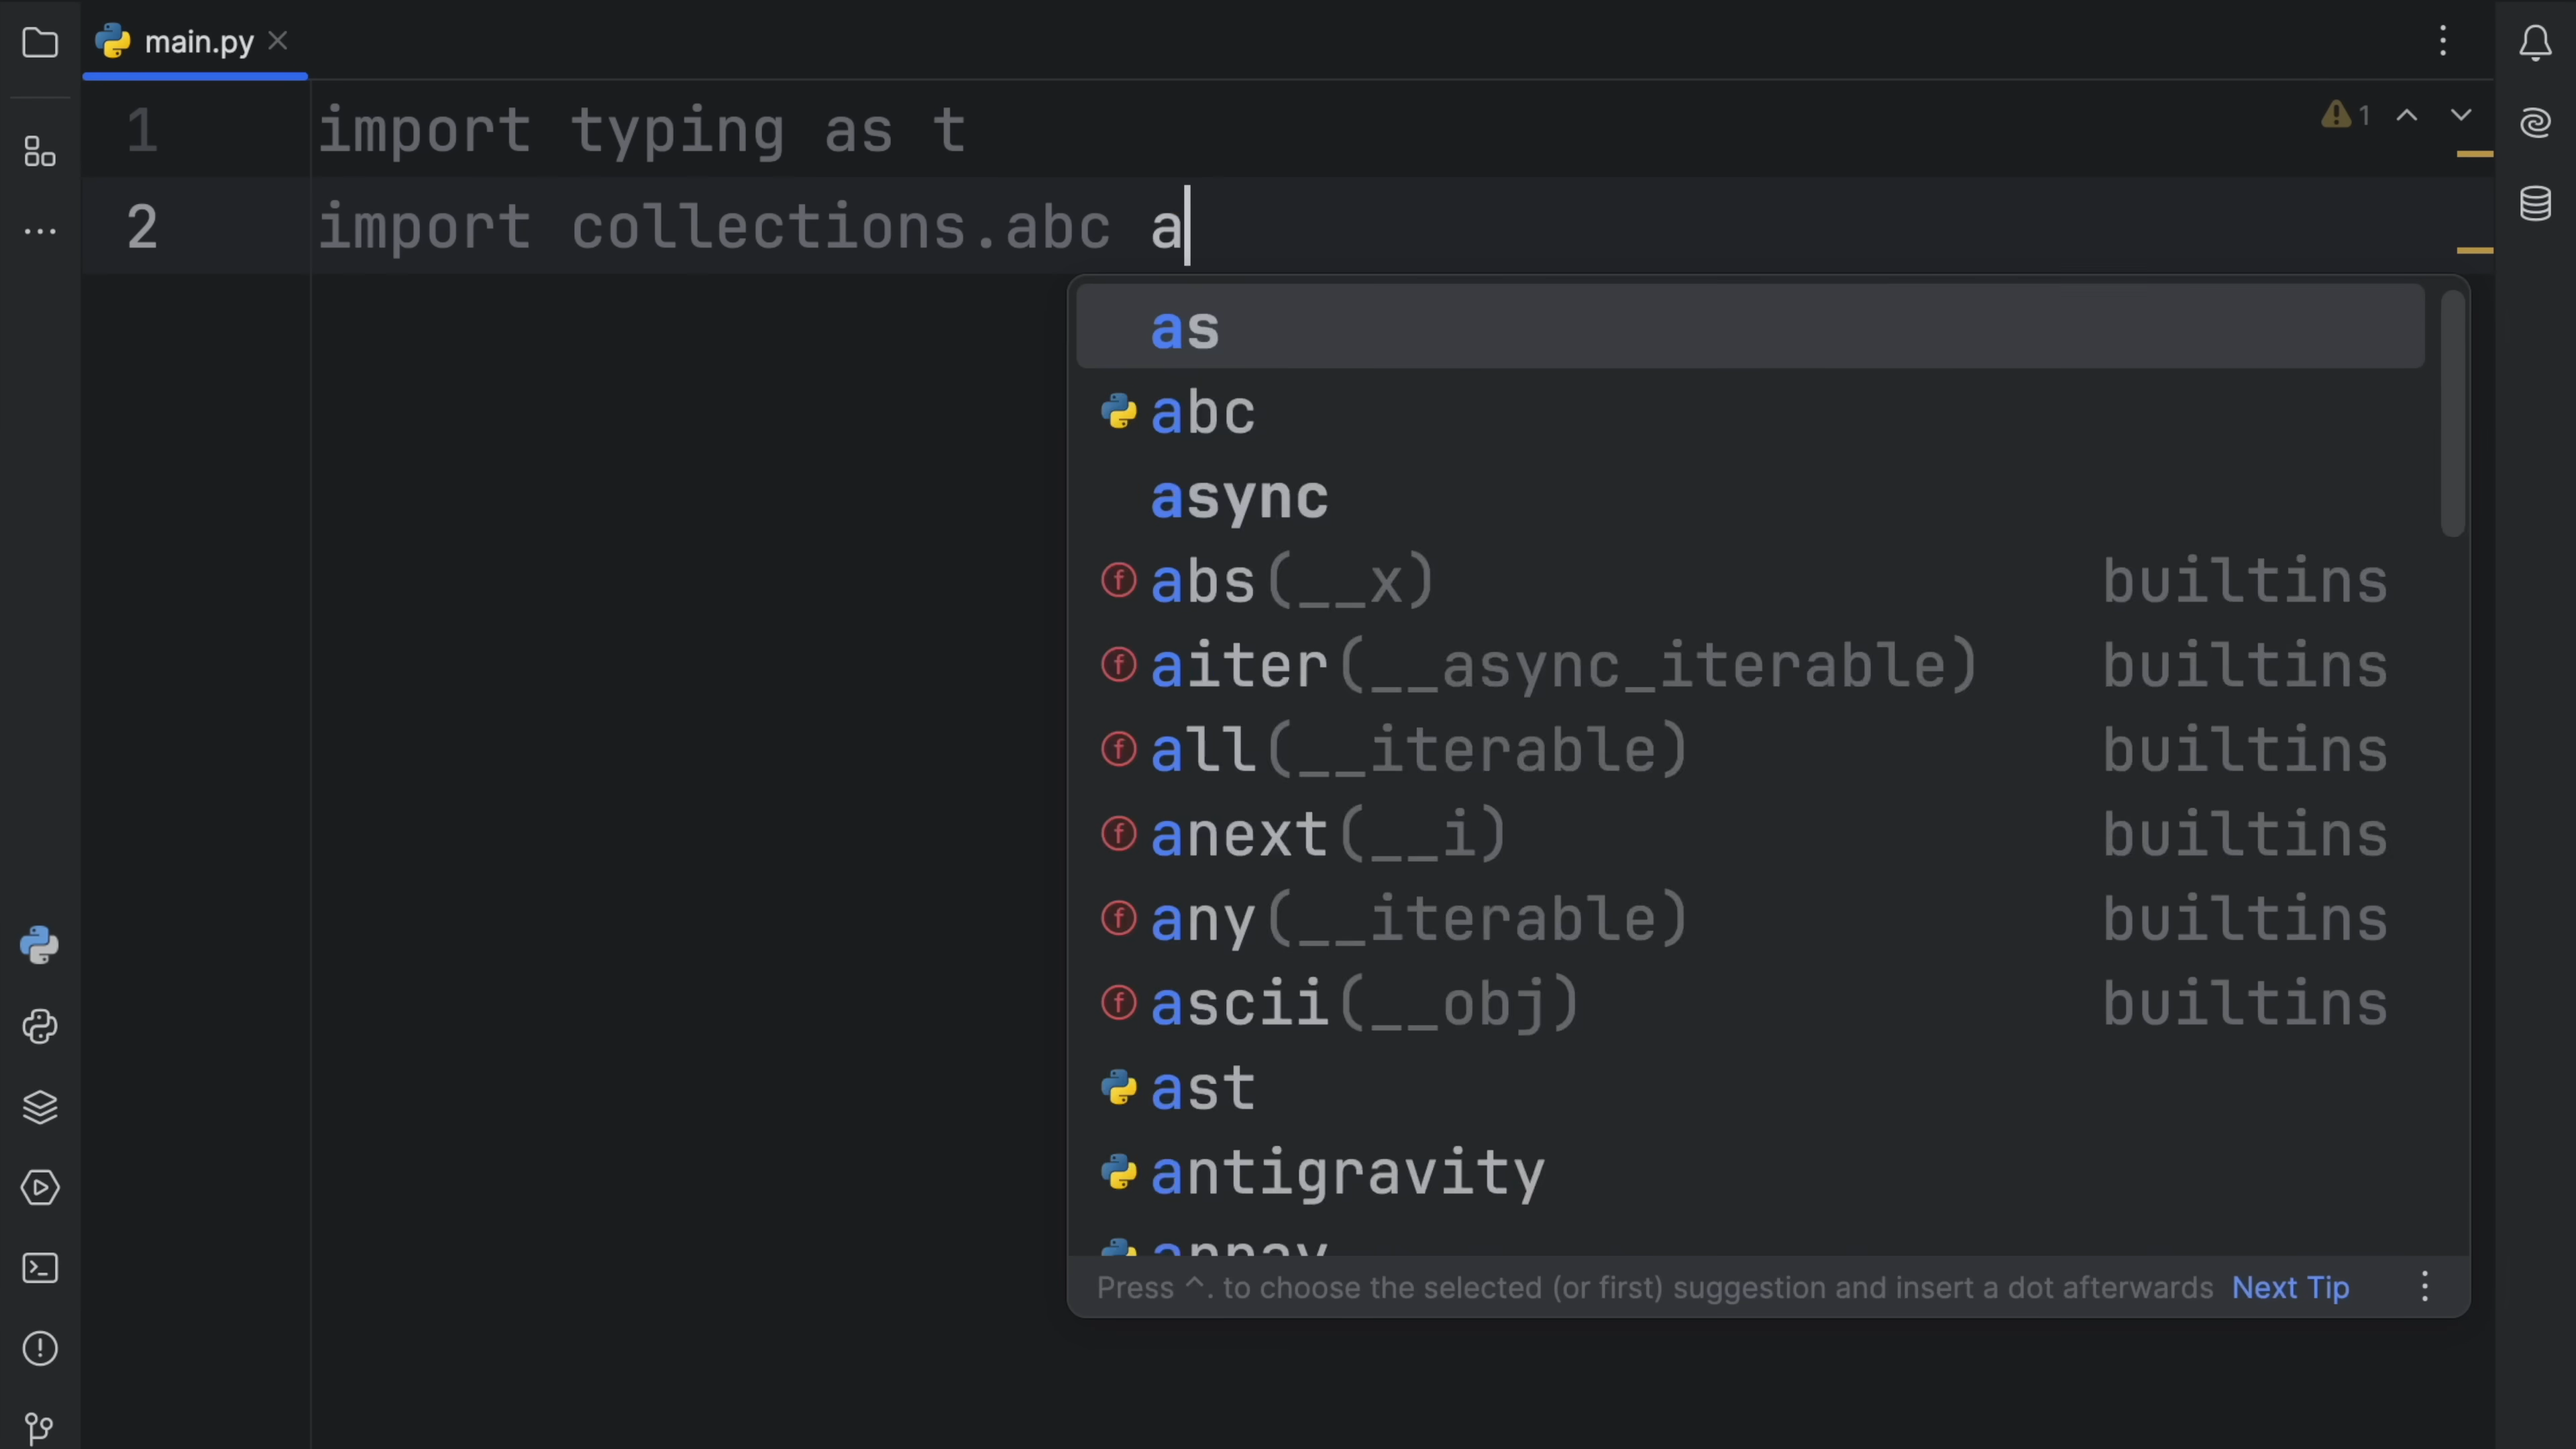 main.py
1 import typing as t
2 import collections.abc a
1
as
abc
async
abs(__x) builtins
aiter(__async_iterable) builtins
all(__iterable) builtins
anext(__i) builtins
any(__iterable) builtins
ascii(__obj) builtins
ast
antigravity
array
Press ^. to choose the selected (or first) suggestion and insert a dot afterwards Next Tip